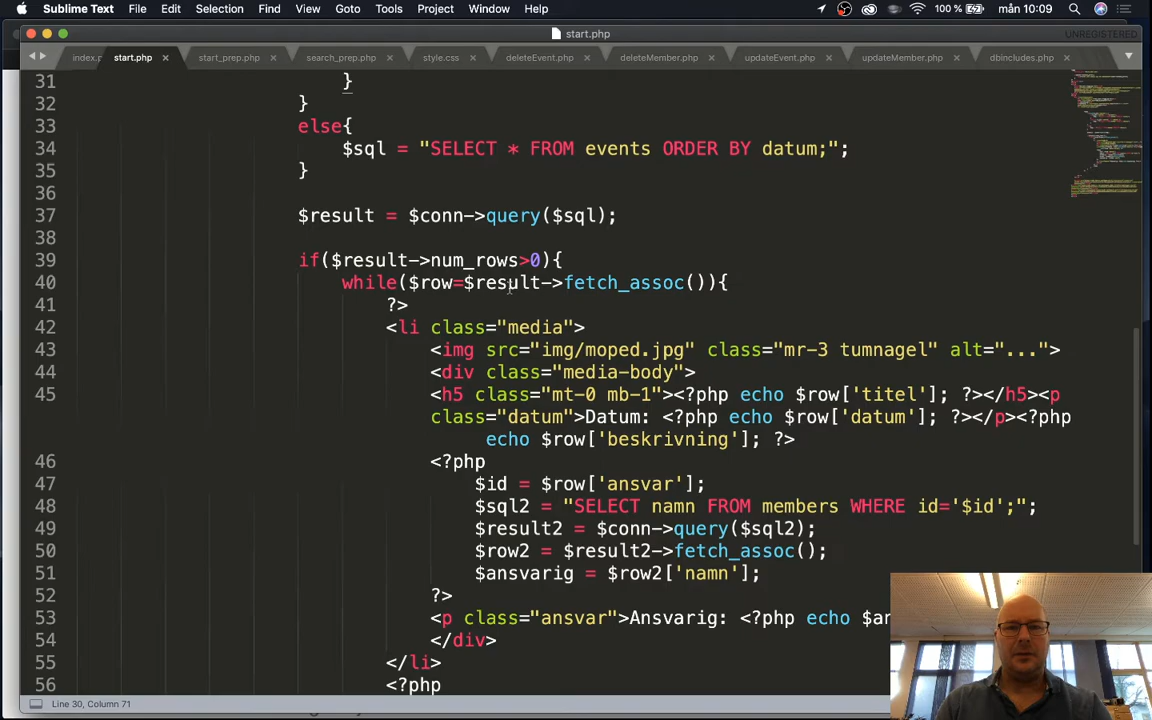 Sublime Text File Edit Selection Find View Goto Tools Project Window Help 100 % mån 10:09
start.php UNREGISTERED
index.p start.php × start_prep.php × search_prep.php × style.css × deleteEvent.php × deleteMember.php × updateEvent.php × updateMember.php × dbincludes.php ×
31 }
32 }
33 else{
34 $sql = "SELECT * FROM events ORDER BY datum;";
35 }
36
37 $result = $conn->query($sql);
38
39 if($result->num_rows>0){
40 while($row=$result->fetch_assoc()){
41 ?>
42 <li class="media">
43 <img src="img/moped.jpg" class="mr-3 tumnagel" alt="...">
44 <div class="media-body">
45 <h5 class="mt-0 mb-1"><?php echo $row['titel']; ?></h5><p
class="datum">Datum: <?php echo $row['datum']; ?></p><?php
echo $row['beskrivning']; ?>
46 <?php
47 $id = $row['ansvar'];
48 $sql2 = "SELECT namn FROM members WHERE id='$id';";
49 $result2 = $conn->query($sql2);
50 $row2 = $result2->fetch_assoc();
51 $ansvarig = $row2['namn'];
52 ?>
53 <p class="ansvar">Ansvarig: <?php echo $an
54 </div>
55 </li>
56 <?php
Line 30, Column 71